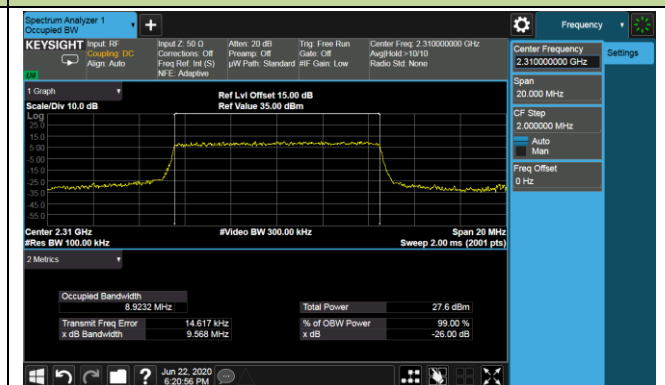 Spectrum Analyzer 1
Occupied BW
+
Frequency
KEYSIGHT
Input: RF
Coupling: DC
Align: Auto
Input Z: 50 Ω
Corrections: Off
Freq Ref: Int (S)
NFE: Adaptive
Atten: 20 dB
Preamp: Off
µW Path: Standard
Trig: Free Run
Gate: Off
#IF Gain: Low
Center Freq: 2.310000000 GHz
Avg|Hold:>10/10
Radio Std: None
Center Frequency
2.310000000 GHz
Settings
Span
20.000 MHz
CF Step
2.000000 MHz
Auto
Man
Freq Offset
0 Hz
1 Graph
Scale/Div 10.0 dB
Ref Lvl Offset 15.00 dB
Ref Value 35.00 dBm
Log
25.0
15.0
5.00
-5.00
-15.0
-25.0
-35.0
-45.0
-55.0
Center 2.31 GHz
#Res BW 100.00 kHz
#Video BW 300.00 kHz
Span 20 MHz
Sweep 2.00 ms (2001 pts)
2 Metrics
Occupied Bandwidth
8.9232 MHz
Total Power 27.6 dBm
Transmit Freq Error 14.617 kHz
% of OBW Power 99.00 %
x dB Bandwidth 9.568 MHz
x dB -26.00 dB
?
Jun 22, 2020
6:20:56 PM